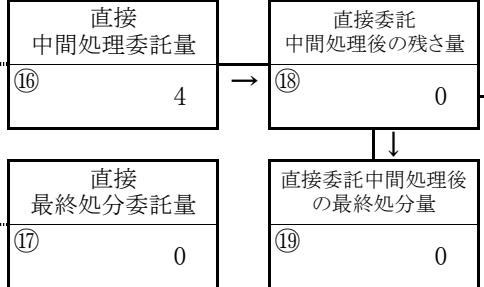 直接
中間処理委託量
⑯
4
→
直接委託
中間処理後の残さ量
⑱
0
↓
直接
最終処分委託量
⑰
0
直接委託中間処理後
の最終処分量
⑲
0